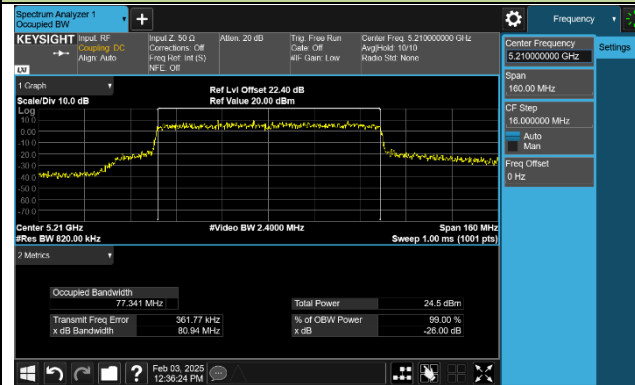 Spectrum Analyzer 1
Occupied BW
Frequency
KEYSIGHT
Input: RF
Coupling: DC
Align: Auto
Input Z: 50 Ω
Corrections: Off
Freq Ref: Int (S)
NFE: Off
Atten: 20 dB
Trig: Free Run
Gate: Off
#IF Gain: Low
Center Freq: 5.210000000 GHz
Avg|Hold: 10/10
Radio Std: None
LXI
Center Frequency
5.210000000 GHz
Settings
Span
160.00 MHz
CF Step
16.000000 MHz
Auto
Man
Freq Offset
0 Hz
1 Graph
Scale/Div 10.0 dB
Ref Lvl Offset 22.40 dB
Ref Value 20.00 dBm
Log
10.0
0.00
-10.0
-20.0
-30.0
-40.0
-50.0
-60.0
-70.0
Center 5.21 GHz
#Res BW 820.00 kHz
#Video BW 2.4000 MHz
Span 160 MHz
Sweep 1.00 ms (1001 pts)
2 Metrics
Occupied Bandwidth
77.341 MHz
Total Power 24.5 dBm
Transmit Freq Error 361.77 kHz
% of OBW Power 99.00 %
x dB Bandwidth 80.94 MHz
x dB -26.00 dB
Feb 03, 2025
12:36:24 PM